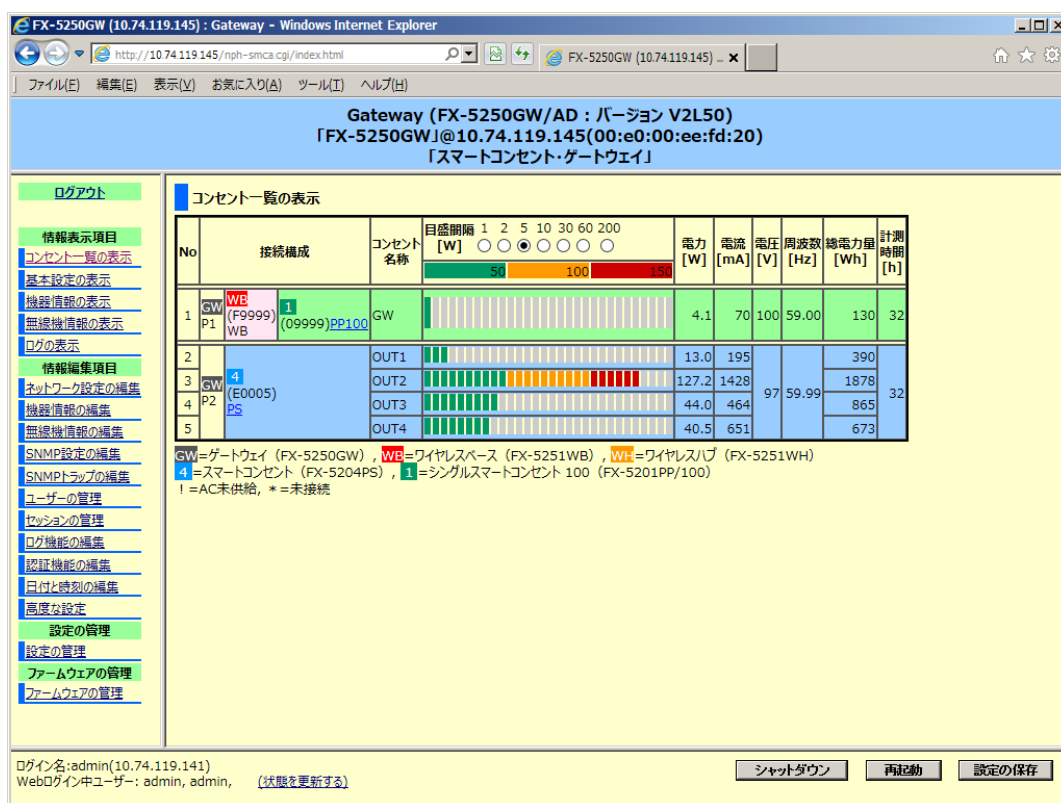 FX-5250GW (10.74.119.145) : Gateway - Windows Internet Explorer
http://10.74.119.145/nph-smca.cgi/index.html
FX-5250GW (10.74.119.145) ...
ファイル(F) 編集(E) 表示(V) お気に入り(A) ツール(T) ヘルプ(H)
Gateway (FX-5250GW/AD : バージョン V2L50)
「FX-5250GW」@10.74.119.145(00:e0:00:ee:fd:20)
「スマートコンセント・ゲートウェイ」
ログアウト
情報表示項目
コンセント一覧の表示
基本設定の表示
機器情報の表示
無線機情報の表示
ログの表示
情報編集項目
ネットワーク設定の編集
機器情報の編集
無線機情報の編集
SNMP設定の編集
SNMPトラップの編集
ユーザーの管理
セッションの管理
ログ機能の編集
認証機能の編集
日付と時刻の編集
高度な設定
設定の管理
設定の管理
ファームウェアの管理
ファームウェアの管理
コンセント一覧の表示
No 接続構成 コンセント名称 目盛間隔[W] 1 2 5 10 30 60 200 電力[W] 電流[mA] 電圧[V] 周波数[Hz] 総電力量[Wh] 計測時間[h]
50 100 150
1 GW P1 WB (F9999) WB 1 (09999)PP100 GW 4.1 70 100 59.00 130 32
2 GW P2 4 (E0005) PS OUT1 13.0 195 97 59.99 390 32
3 OUT2 127.2 1428 1878
4 OUT3 44.0 464 865
5 OUT4 40.5 651 673
GW=ゲートウェイ（FX-5250GW）, WB=ワイヤレスベース（FX-5251WB）, WH=ワイヤレスハブ（FX-5251WH）
4=スマートコンセント（FX-5204PS）, 1=シングルスマートコンセント 100（FX-5201PP/100）
!=AC未供給, *=未接続
ログイン名:admin(10.74.119.141)
Webログイン中ユーザー: admin, admin, (状態を更新する)
シャットダウン 再起動 設定の保存